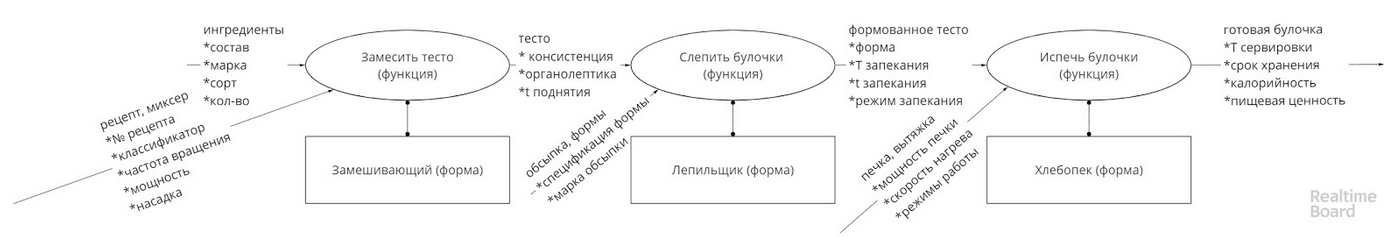 ингредиенты
*состав
*марка
*сорт
*кол-во
рецепт, миксер
*№ рецепта
*классификатор
*частота вращения
*мощность
*насадка
Замесить тесто
(функция)
Замешивающий (форма)
тесто
* консистенция
*органолептика
*t поднятия
обсыпка, формы
*спецификация формы
*марка обсыпки
Слепить булочки
(функция)
Лепильщик (форма)
формованное тесто
*форма
*T запекания
*t запекания
*режим запекания
печка, вытяжка
*мощность печки
*скорость нагрева
*режимы работы
Испечь булочки
(функция)
Хлебопек (форма)
готовая булочка
*T сервировки
*срок хранения
*калорийность
*пищевая ценность
Realtime
Board